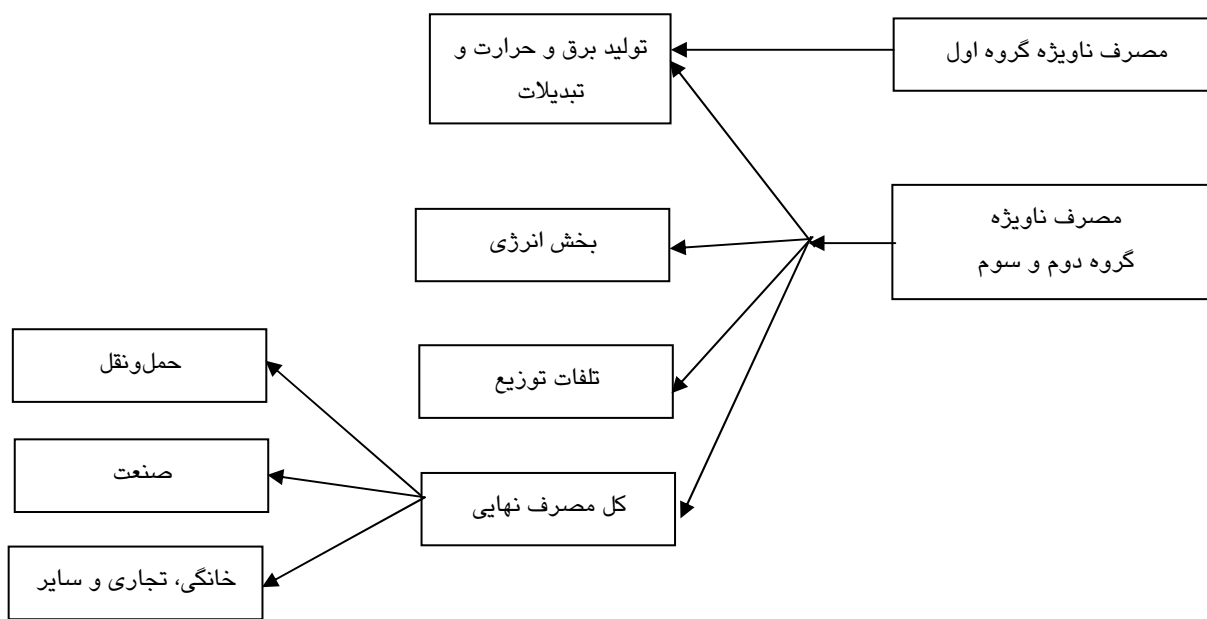 مصرف ناویژه گروه اول
تولید برق و حرارت و
تبدیلات
مصرف ناویژه
گروه دوم و سوم
بخش انرژی
تلفات توزیع
کل مصرف نهایی
حمل‌ونقل
صنعت
خانگی، تجاری و سایر